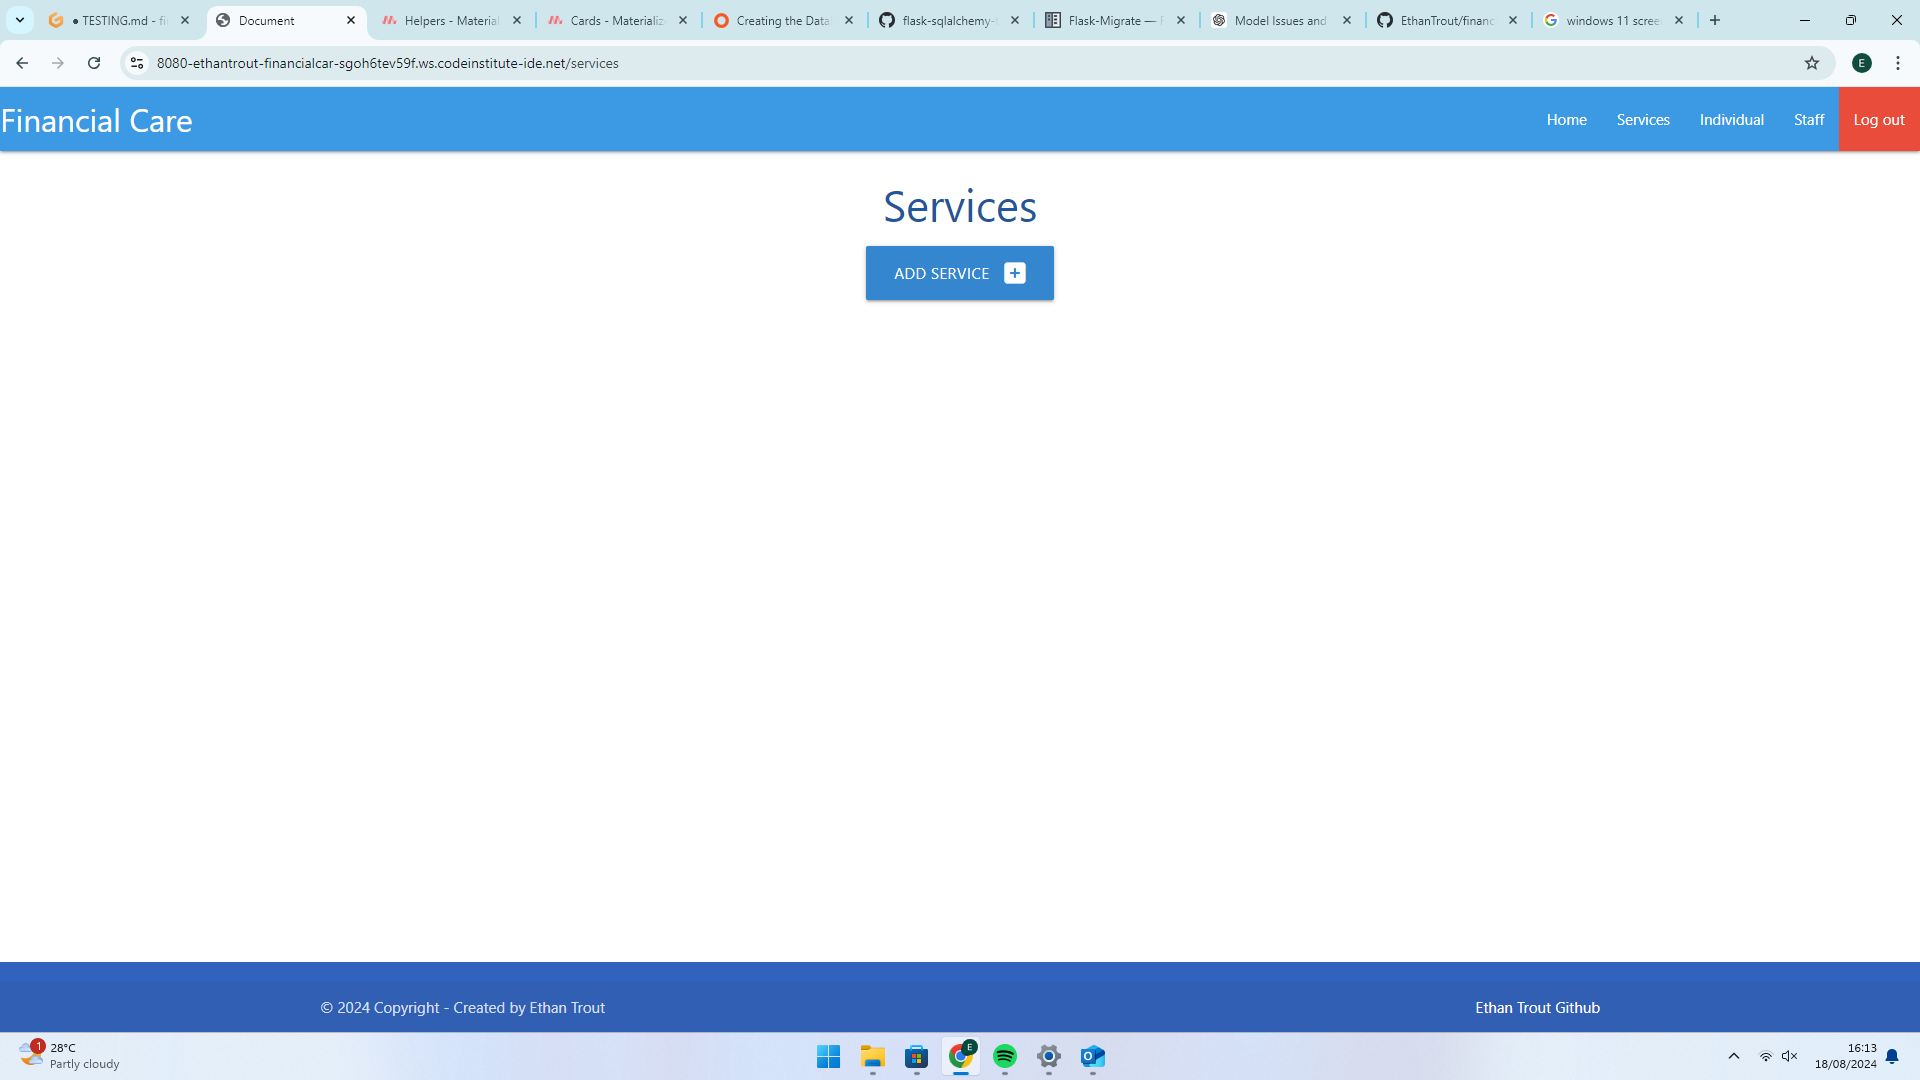 ● TESTING.md - fi
Document
Helpers - Material
Cards - Materializ
Creating the Data
flask-sqlalchemy-
Flask-Migrate —
Model Issues and
EthanTrout/financ
windows 11 scree
8080-ethantrout-financialcar-sgoh6tev59f.ws.codeinstitute-ide.net/services
E
Financial Care
Home
Services
Individual
Staff
Log out
Services
ADD SERVICE
© 2024 Copyright - Created by Ethan Trout
Ethan Trout Github
1
28°C
Partly cloudy
E
16:13
18/08/2024